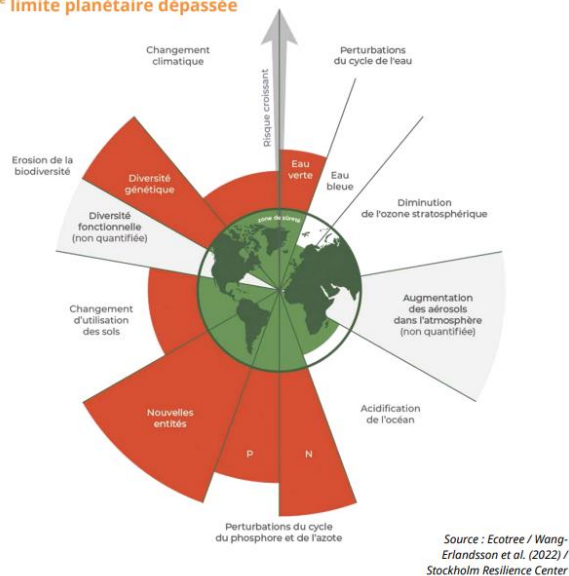 e limite planétaire dépassée
Changement
climatique
Risque croissant
Perturbations
du cycle de l'eau
Eau
verte
Eau
bleue
Erosion de la
biodiversité
Diversité
génétique
Diversité
fonctionnelle
(non quantifiée)
zone de sûreté
Diminution
de l'ozone stratosphérique
Augmentation
des aérosols
dans l'atmosphère
(non quantifiée)
Changement
d'utilisation
des sols
Acidification
de l'océan
Nouvelles
entités
P
N
Perturbations du cycle
du phosphore et de l'azote
Source : Ecotree / Wang-
Erlandsson et al. (2022) /
Stockholm Resilience Center